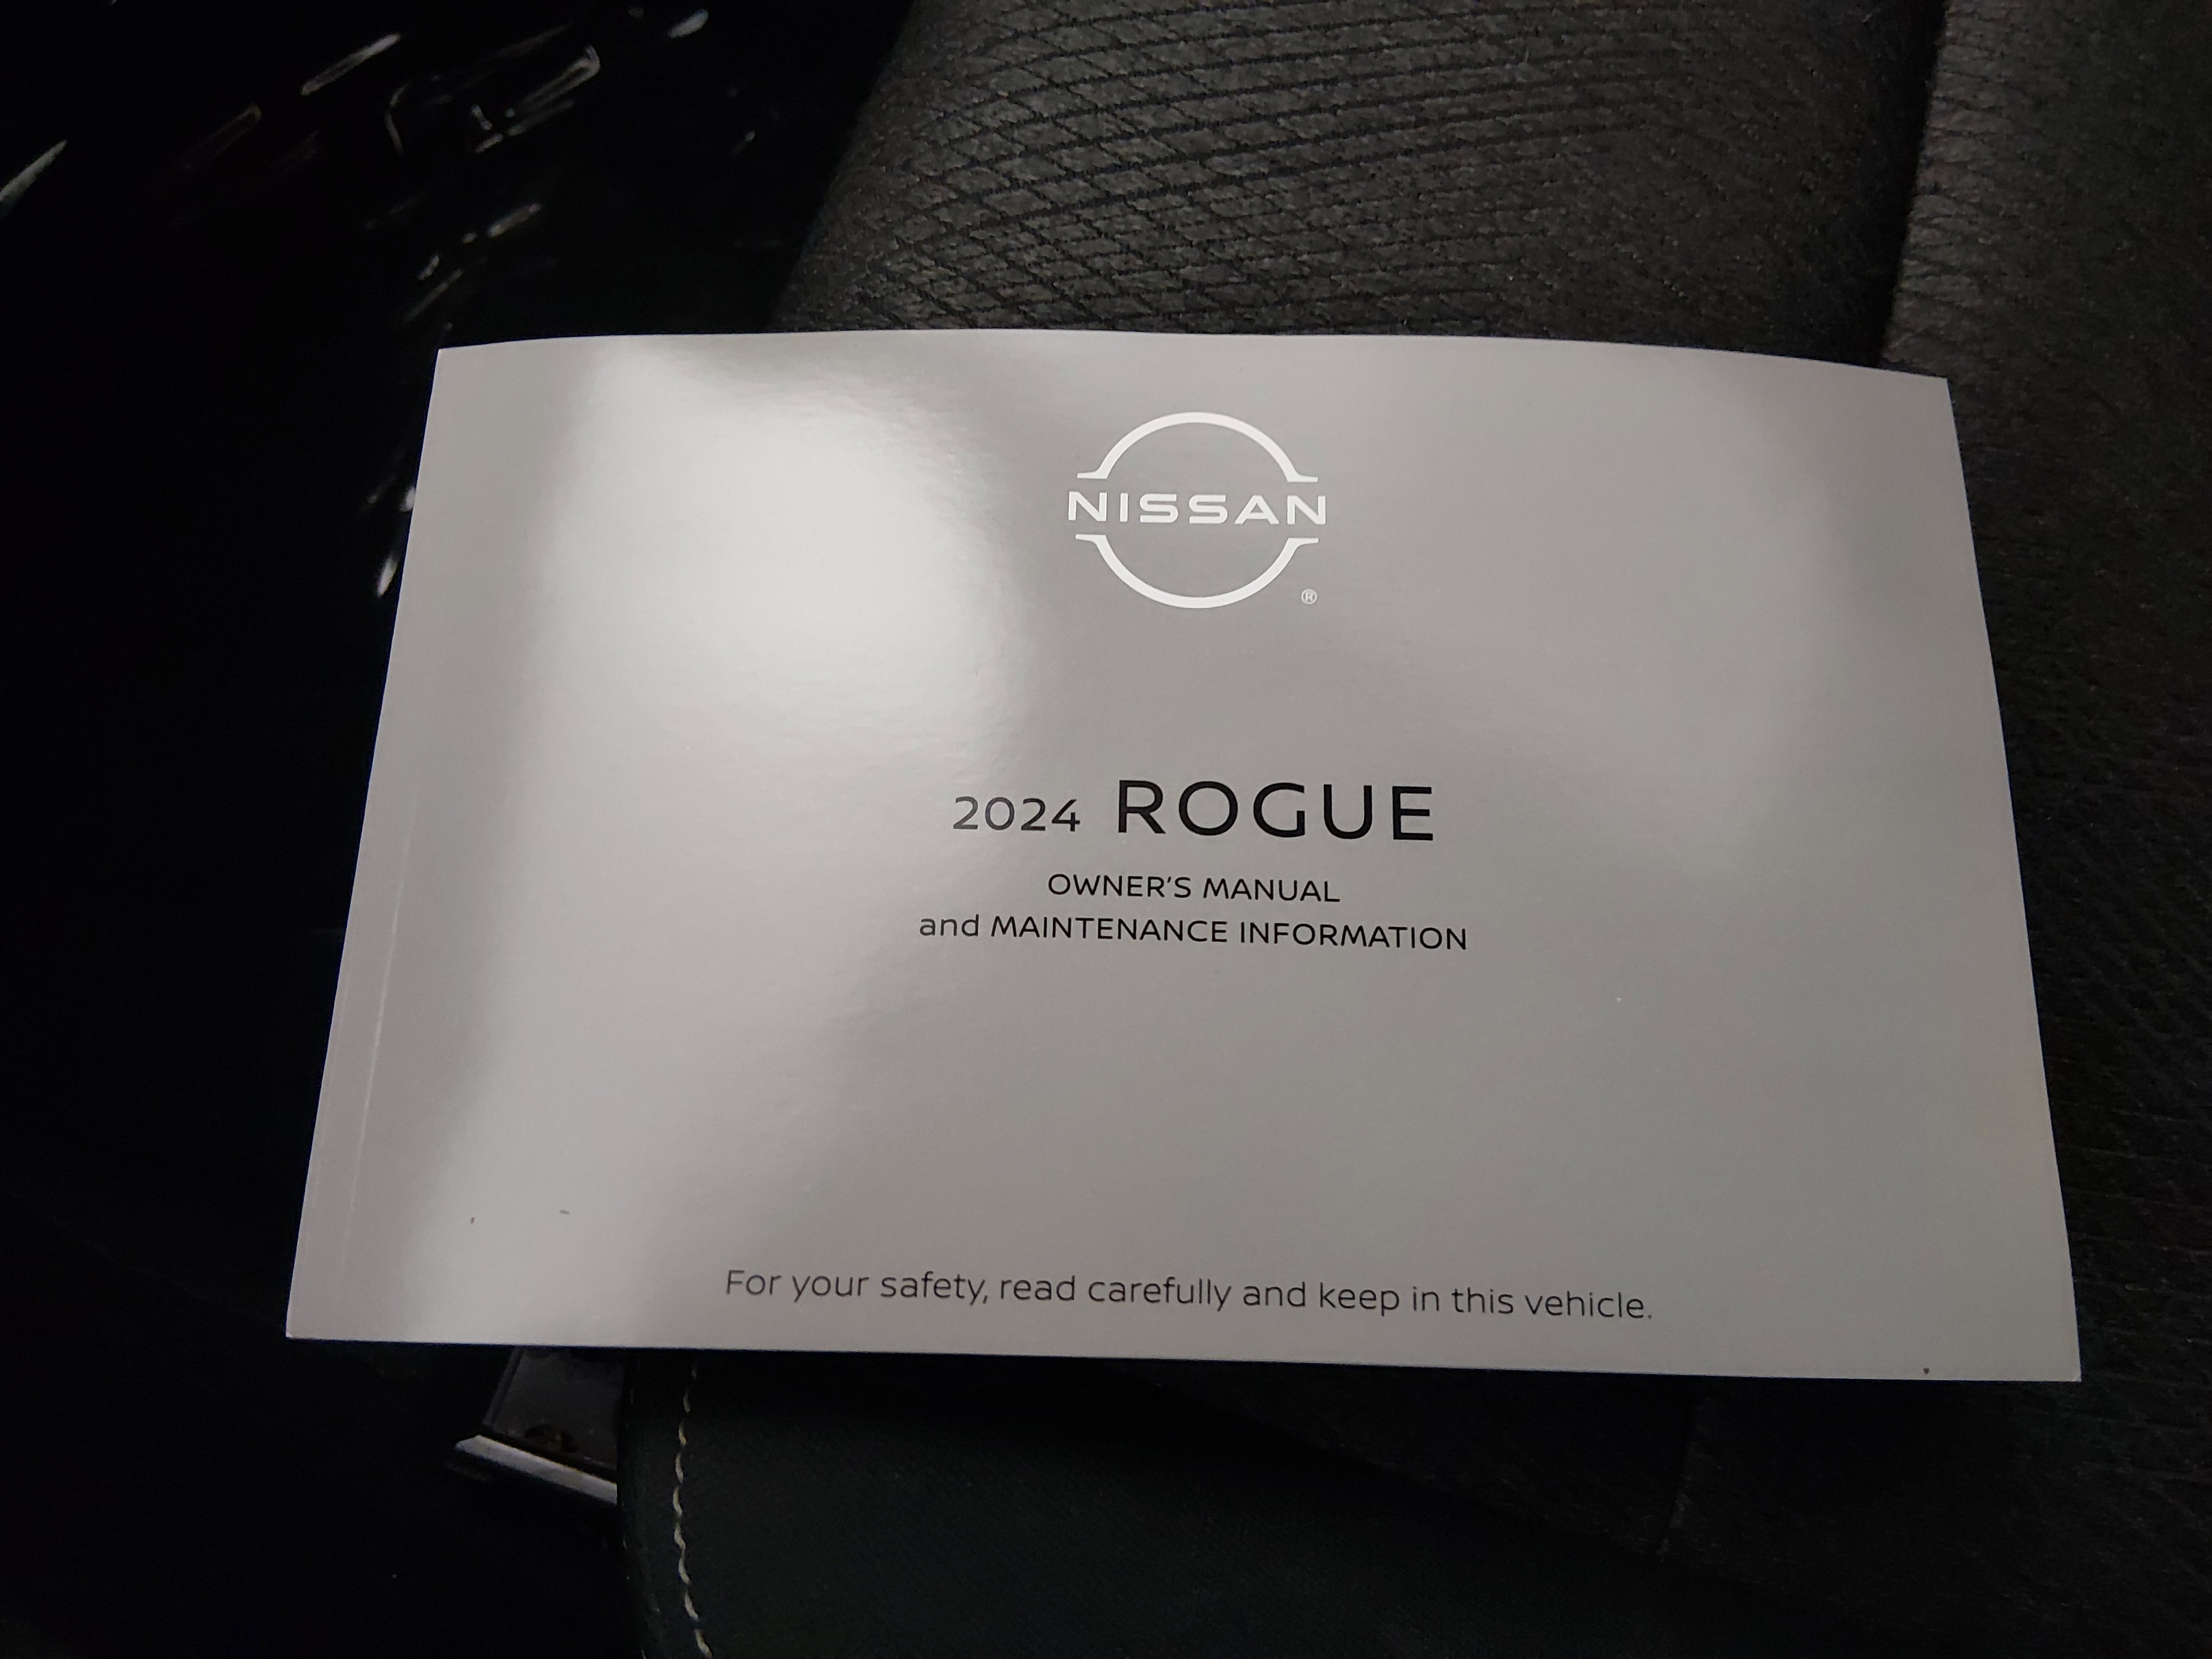 NISSAN
®
2024 ROGUE
OWNER'S MANUAL
and MAINTENANCE INFORMATION
For your safety, read carefully and keep in this vehicle.